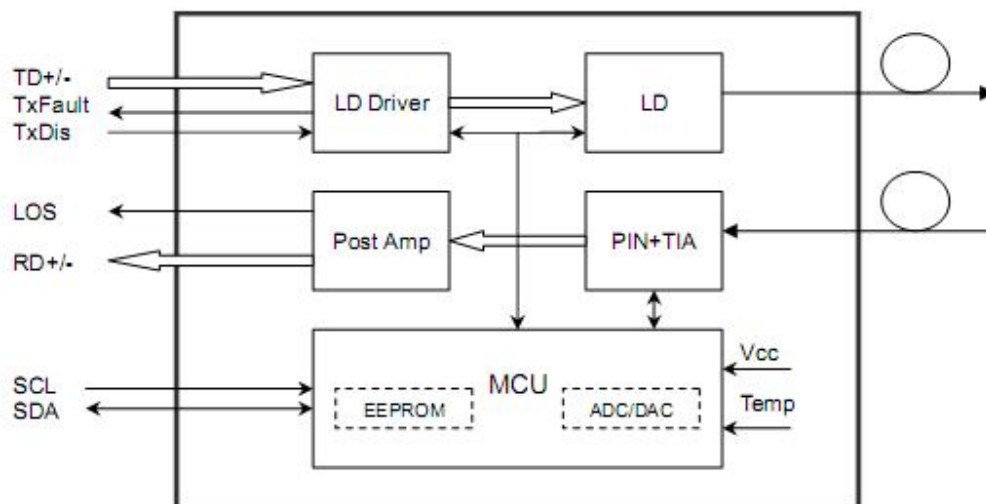 TD+/-
TxFault
TxDis
LD Driver
LD
LOS
RD+/-
Post Amp
PIN+TIA
SCL
SDA
MCU
EEPROM
ADC/DAC
Vcc
Temp